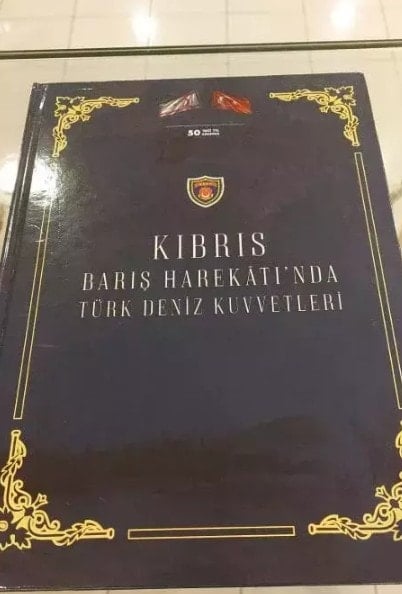 50
KIBRIS
BARIŞ HAREKÂTI'NDA
TÜRK DENİZ KUVVETLERİ